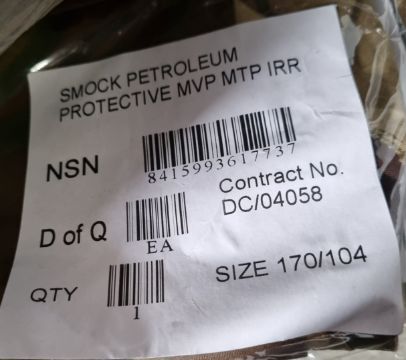 SMOCK PETROLEUM
PROTECTIVE MVP MTP IRR
NSN
8415993617737
Contract No.
DC/04058
D of Q
EA
QTY
1
SIZE 170/104